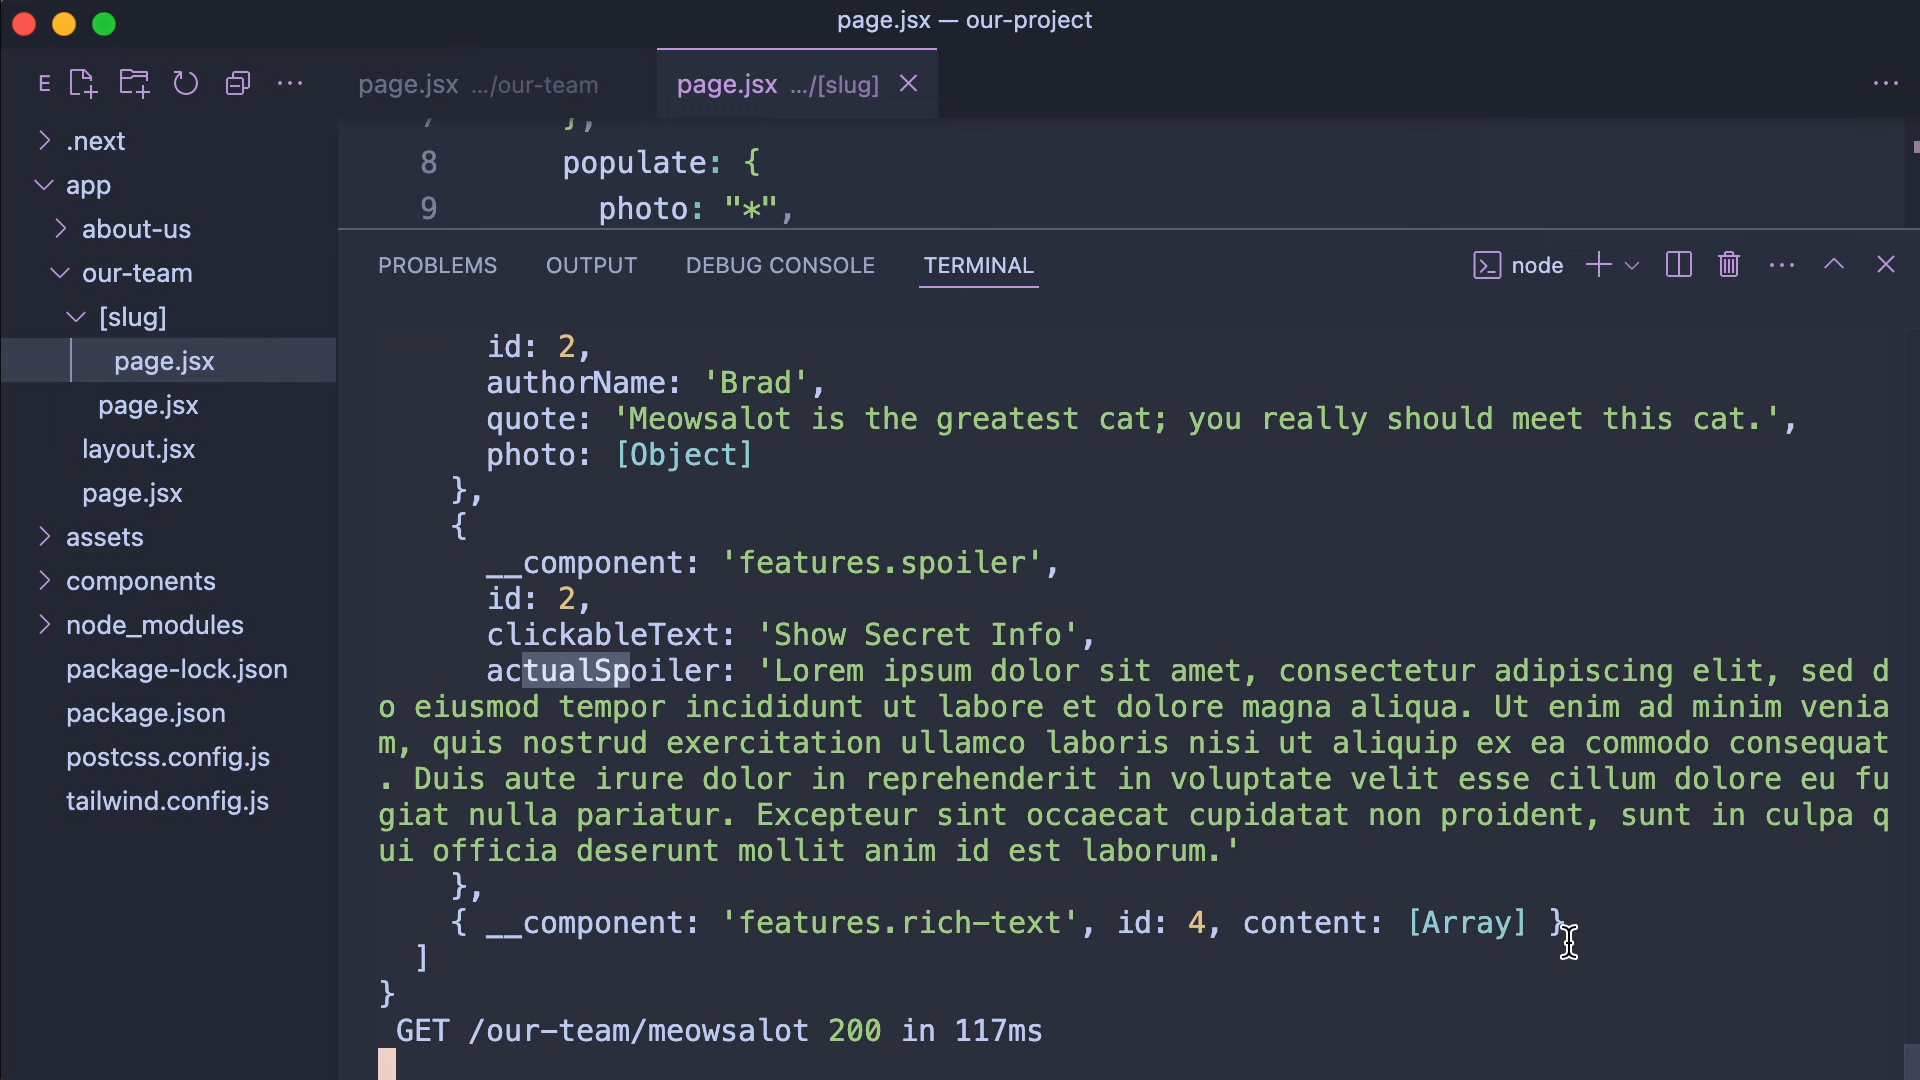 page.jsx — our-project
E
page.jsx .../our-team
page.jsx .../[slug]
.next
app
about-us
our-team
[slug]
page.jsx
page.jsx
layout.jsx
page.jsx
assets
components
node_modules
package-lock.json
package.json
postcss.config.js
tailwind.config.js
7 },
8 populate: {
9 photo: "*",
PROBLEMS OUTPUT DEBUG CONSOLE TERMINAL
node
id: 2,
authorName: 'Brad',
quote: 'Meowsalot is the greatest cat; you really should meet this cat.',
photo: [Object]
},
{
__component: 'features.spoiler',
id: 2,
clickableText: 'Show Secret Info',
actualSpoiler: 'Lorem ipsum dolor sit amet, consectetur adipiscing elit, sed d
o eiusmod tempor incididunt ut labore et dolore magna aliqua. Ut enim ad minim venia
m, quis nostrud exercitation ullamco laboris nisi ut aliquip ex ea commodo consequat
. Duis aute irure dolor in reprehenderit in voluptate velit esse cillum dolore eu fu
giat nulla pariatur. Excepteur sint occaecat cupidatat non proident, sunt in culpa q
ui officia deserunt mollit anim id est laborum.'
},
{ __component: 'features.rich-text', id: 4, content: [Array] }
]
}
GET /our-team/meowsalot 200 in 117ms